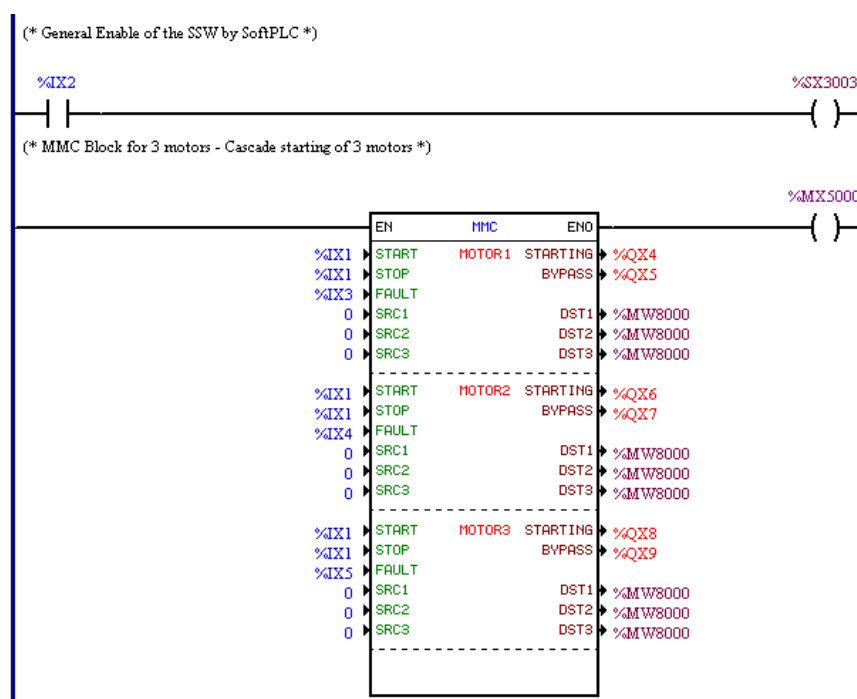 (* General Enable of the SSW by SoftPLC *)
%IX2 %SX3003
(* MMC Block for 3 motors - Cascade starting of 3 motors *)
%MX5000
EN MMC ENO
%IX1 START MOTOR1 STARTING %QX4
%IX1 STOP BYPASS %QX5
%IX3 FAULT
0 SRC1 DST1 %MW8000
0 SRC2 DST2 %MW8000
0 SRC3 DST3 %MW8000
%IX1 START MOTOR2 STARTING %QX6
%IX1 STOP BYPASS %QX7
%IX4 FAULT
0 SRC1 DST1 %MW8000
0 SRC2 DST2 %MW8000
0 SRC3 DST3 %MW8000
%IX1 START MOTOR3 STARTING %QX8
%IX1 STOP BYPASS %QX9
%IX5 FAULT
0 SRC1 DST1 %MW8000
0 SRC2 DST2 %MW8000
0 SRC3 DST3 %MW8000